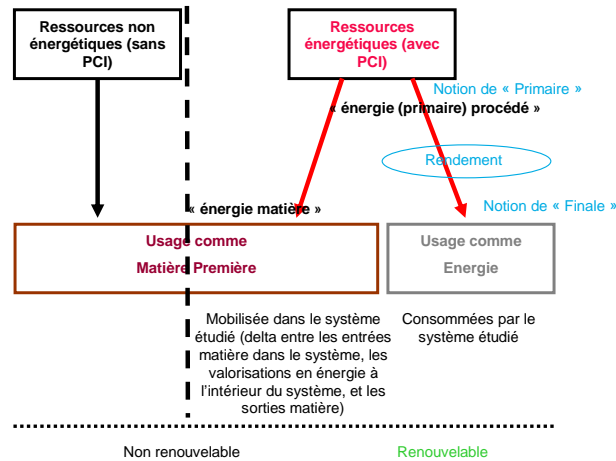 Ressources non
énergétiques (sans
PCI)
Ressources
énergétiques (avec
PCI)
Notion de « Primaire »
« énergie (primaire) procédé »
Rendement
« énergie matière »
Notion de « Finale »
Usage comme
Matière Première
Usage comme
Energie
Mobilisée dans le système
étudié (delta entre les entrées
matière dans le système, les
valorisations en énergie à
l'intérieur du système, et les
sorties matière)
Consommées par le
système étudié
Non renouvelable
Renouvelable